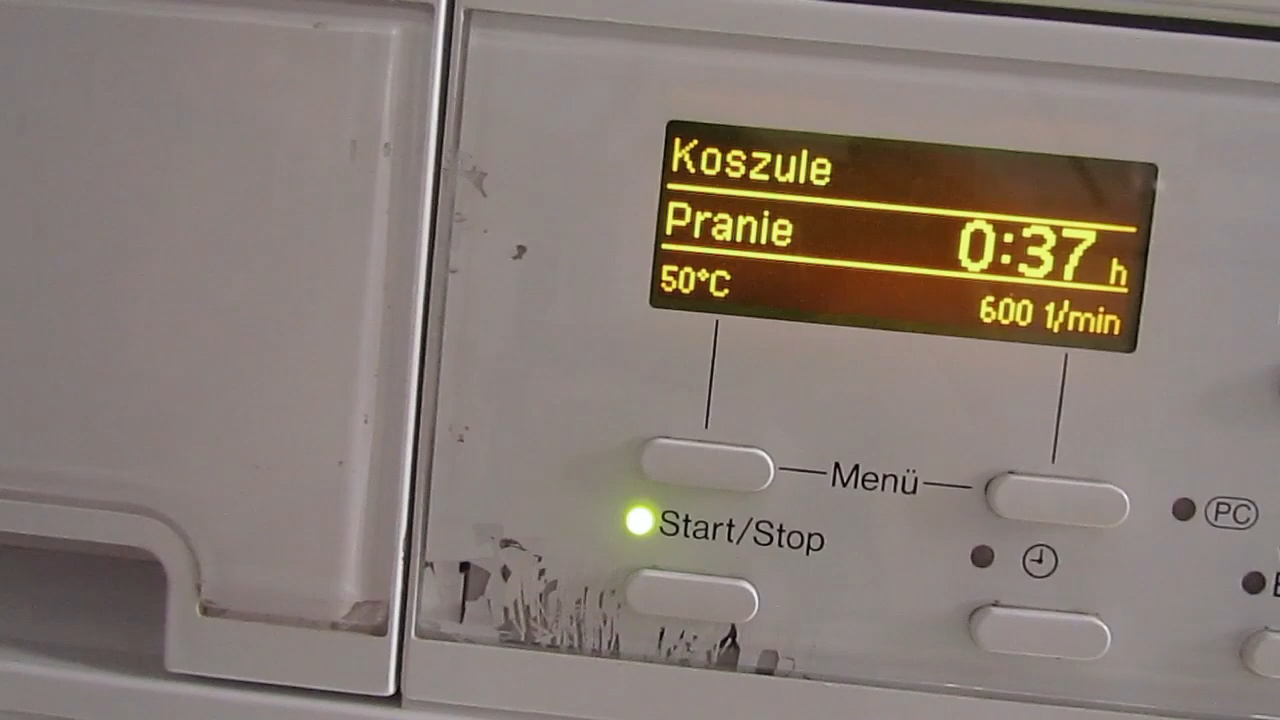 Koszule
Pranie 0:37 h
50°C 600 1/min
Menü
Start/Stop
PC